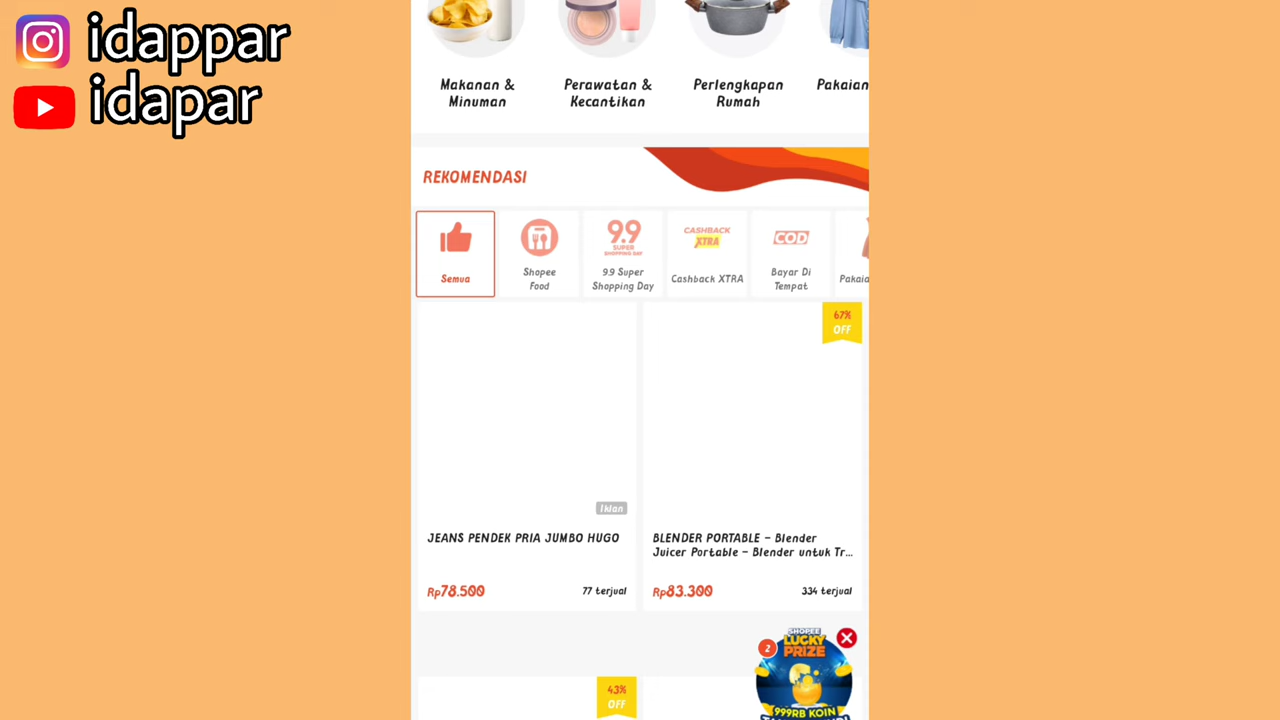 idappar
idapar
Makanan &
Minuman
Perawatan &
Kecantikan
Perlengkapan
Rumah
Pakaian
REKOMENDASI
Semua
Shopee
Food
9.9
SUPER
SHOPPING DAY
9.9 Super
Shopping Day
CASHBACK
XTRA
Cashback XTRA
COD
Bayar Di
Tempat
Pakaia
67%
OFF
Iklan
JEANS PENDEK PRIA JUMBO HUGO
Rp78.500
77 terjual
BLENDER PORTABLE - Blender
Juicer Portable - Blender untuk Tr...
Rp83.300
334 terjual
43%
OFF
2
SHOPEE
LUCKY
PRIZE
999RB KOIN